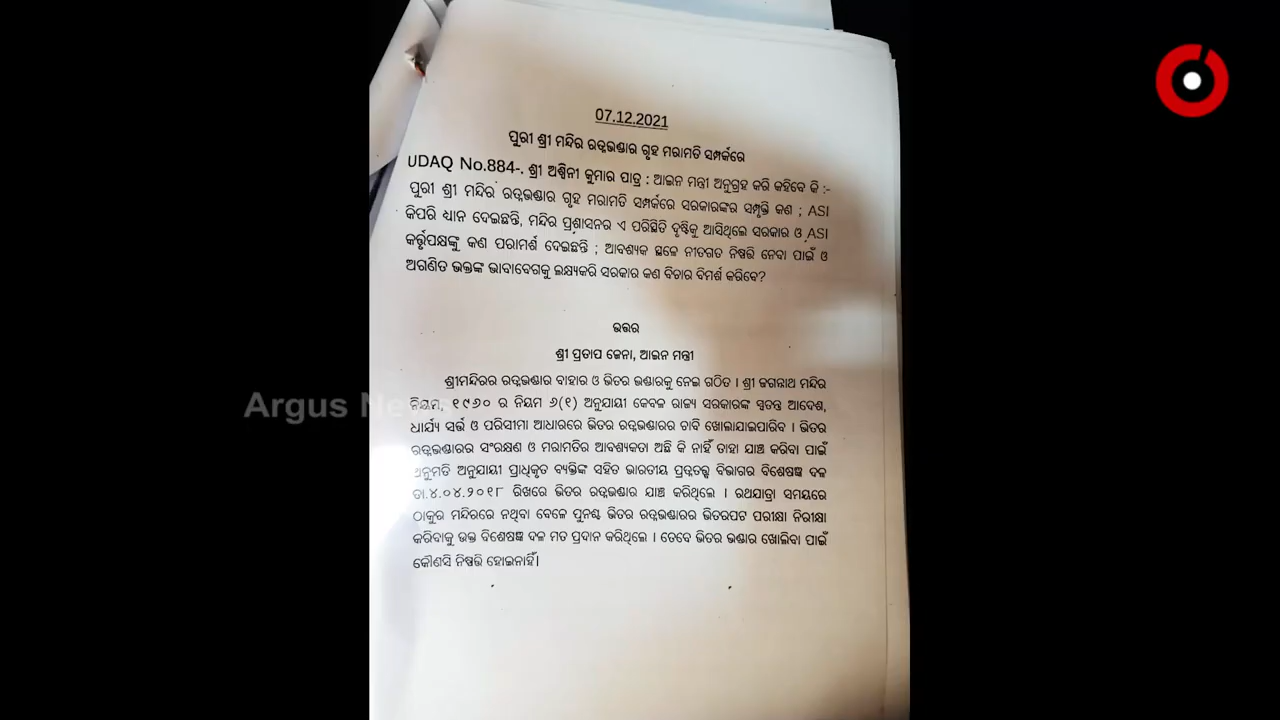 07.12.2021
ପୁରୀ ଶ୍ରୀ ମନ୍ଦିର ରତ୍ନଭଣ୍ଡାର ଗୃହ ମରାମତି ସମ୍ପର୍କରେ
UDAQ No.884-. ଶ୍ରୀ ଅଶ୍ୱିନୀ କୁମାର ପାତ୍ର : ଆଇନ ମନ୍ତ୍ରୀ ଅନୁଗ୍ରହ କରି କହିବେ କି :-
ପୁରୀ ଶ୍ରୀ ମନ୍ଦିର ରତ୍ନଭଣ୍ଡାର ଗୃହ ମରାମତି ସମ୍ପର୍କରେ ସରକାରଙ୍କର ସମ୍ପୃକ୍ତି କଣ ; ASI
କିପରି ଧ୍ୟାନ ଦେଇଛନ୍ତି, ମନ୍ଦିର ପ୍ରଶାସନର ଏ ପରିସ୍ଥିତି ଦୃଷ୍ଟିକୁ ଆସିଥିଲେ ସରକାର ଓ ASI
କର୍ତ୍ତୃପକ୍ଷଙ୍କୁ କଣ ପରାମର୍ଶ ଦେଇଛନ୍ତି ; ଆବଶ୍ୟକ ସ୍ଥଳେ ନୀତଗତ ନିଷ୍ପତ୍ତି ନେବା ପାଇଁ ଓ
ଅଗଣିତ ଭକ୍ତଙ୍କ ଭାବାବେଗକୁ ଲକ୍ଷ୍ୟକରି ସରକାର କଣ ବିଚାର ବିମର୍ଶ କରିବେ?
ଉତ୍ତର
ଶ୍ରୀ ପ୍ରତାପ ଜେନା, ଆଇନ ମନ୍ତ୍ରୀ
ଶ୍ରୀମନ୍ଦିରର ରତ୍ନଭଣ୍ଡାର ବାହାର ଓ ଭିତର ଭଣ୍ଡାରକୁ ନେଇ ଗଠିତ । ଶ୍ରୀ ଜଗନ୍ନାଥ ମନ୍ଦିର
ନିୟମ, ୧୯୬୦ ର ନିୟମ ୬(୧) ଅନୁଯାୟୀ କେବଳ ରାଜ୍ୟ ସରକାରଙ୍କ ସ୍ୱତନ୍ତ୍ର ଆଦେଶ,
ଧାର୍ଯ୍ୟ ସର୍ତ୍ତ ଓ ପରିସୀମା ଆଧାରରେ ଭିତର ରତ୍ନଭଣ୍ଡାରର ଚାବି ଖୋଲାଯାଇପାରିବ । ଭିତର
ରତ୍ନଭଣ୍ଡାରର ସଂରକ୍ଷଣ ଓ ମରାମତିର ଆବଶ୍ୟକତା ଅଛି କି ନାହିଁ ତାହା ଯାଞ୍ଚ କରିବା ପାଇଁ
ଅନୁମତି ଅନୁଯାୟୀ ପ୍ରାଧିକୃତ ବ୍ୟକ୍ତିଙ୍କ ସହିତ ଭାରତୀୟ ପ୍ରତ୍ନତତ୍ତ୍ୱ ବିଭାଗର ବିଶେଷଜ୍ଞ ଦଳ
ତା.୪.୦୪.୨୦୧୮ ରିଖରେ ଭିତର ରତ୍ନଭଣ୍ଡାର ଯାଞ୍ଚ କରିଥିଲେ । ରଥଯାତ୍ରା ସମୟରେ
ଠାକୁର ମନ୍ଦିରରେ ନଥିବା ବେଳେ ପୁନଶ୍ଚ ଭିତର ରତ୍ନଭଣ୍ଡାରର ଭିତରପଟ ପରୀକ୍ଷା ନିରୀକ୍ଷା
କରିବାକୁ ଉକ୍ତ ବିଶେଷଜ୍ଞ ଦଳ ମତ ପ୍ରଦାନ କରିଥିଲେ । ତେବେ ଭିତର ଭଣ୍ଡାର ଖୋଲିବା ପାଇଁ
କୌଣସି ନିଷ୍ପତ୍ତି ହୋଇନାହିଁ।
Argus News